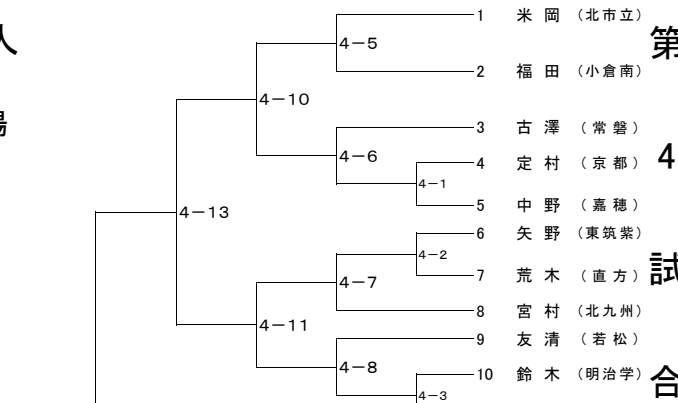 人
場
第
4
試
合
1 米岡 (北市立)
4-5
2 福田 (小倉南)
4-10
3 古澤 (常磐)
4-6
4 定村 (京都)
4-1
5 中野 (嘉穂)
4-13
6 矢野 (東筑紫)
4-2
7 荒木 (直方)
4-7
8 宮村 (北九州)
4-11
9 友清 (若松)
4-8
10 鈴木 (明治学)
4-3